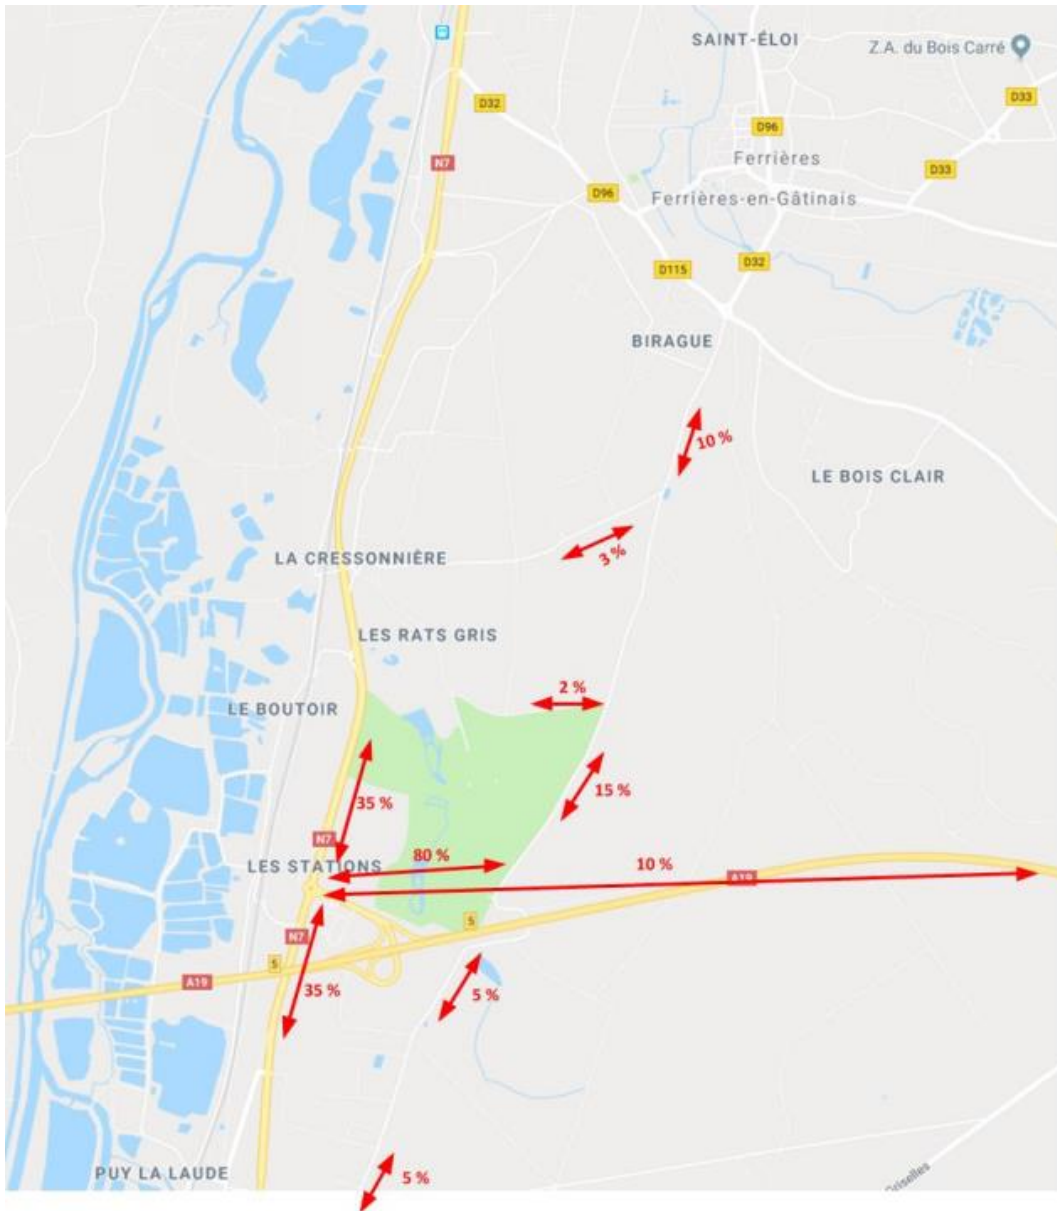 SAINT-ÉLOI
Z.A. du Bois Carré
D32
D33
D96
N7
Ferrières
D33
D96
Ferrières-en-Gâtinais
D115
D32
BIRAGUE
10 %
LE BOIS CLAIR
3 %
LA CRESSONNIÈRE
LES RATS GRIS
2 %
LE BOUTOIR
15 %
35 %
N7
80 %
10 %
LES STATIONS
A19
5
N7
5
A19
35 %
5 %
PUY LA LAUDE
5 %
Griselles